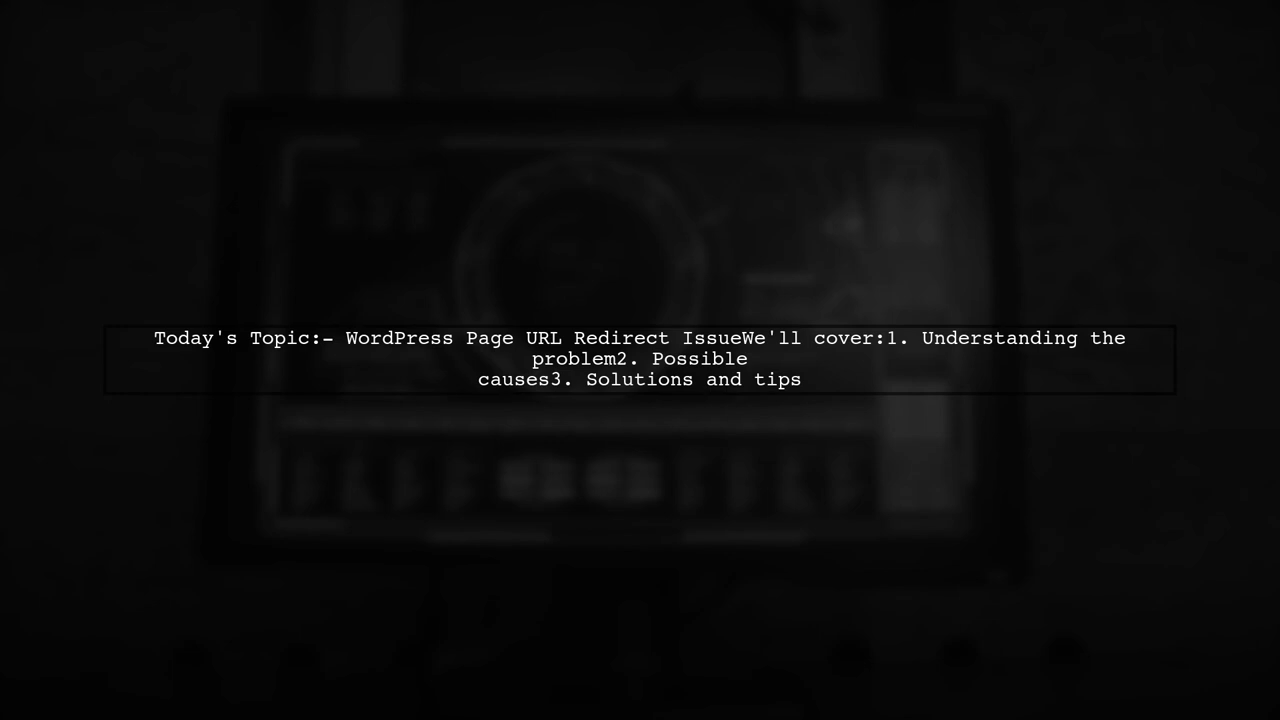 Today's Topic:- WordPress Page URL Redirect IssueWe'll cover:1. Understanding the
problem2. Possible
causes3. Solutions and tips